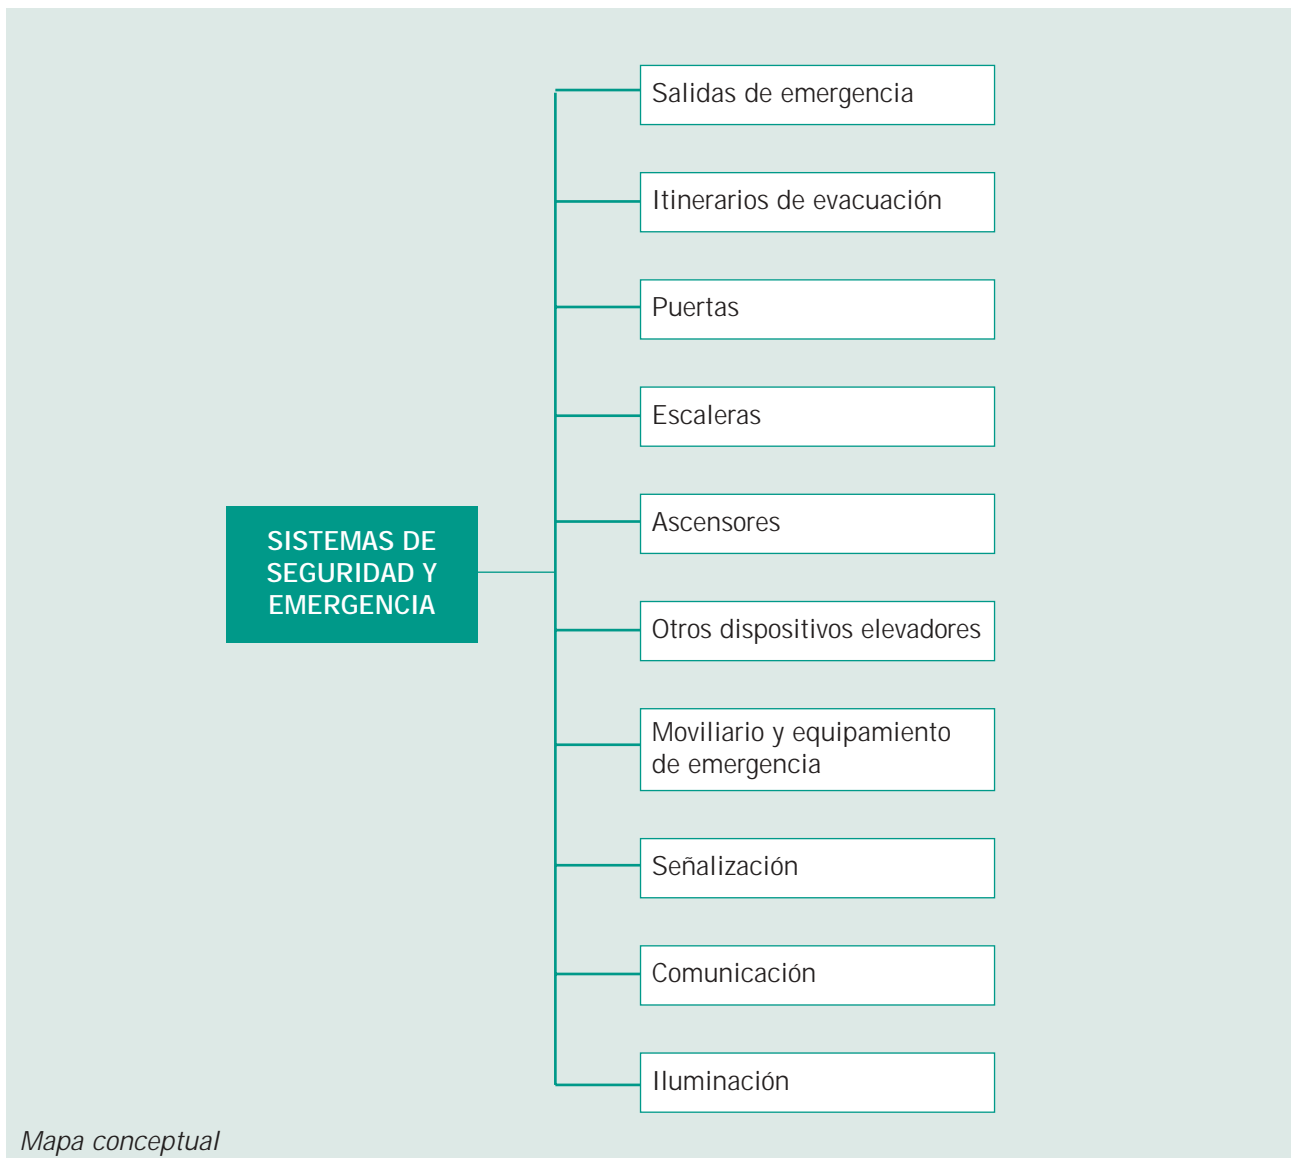 Salidas de emergencia
Itinerarios de evacuación
Puertas
Escaleras
Ascensores
SISTEMAS DE
SEGURIDAD Y
EMERGENCIA
Otros dispositivos elevadores
Moviliario y equipamiento
de emergencia
Señalización
Comunicación
Iluminación
Mapa conceptual